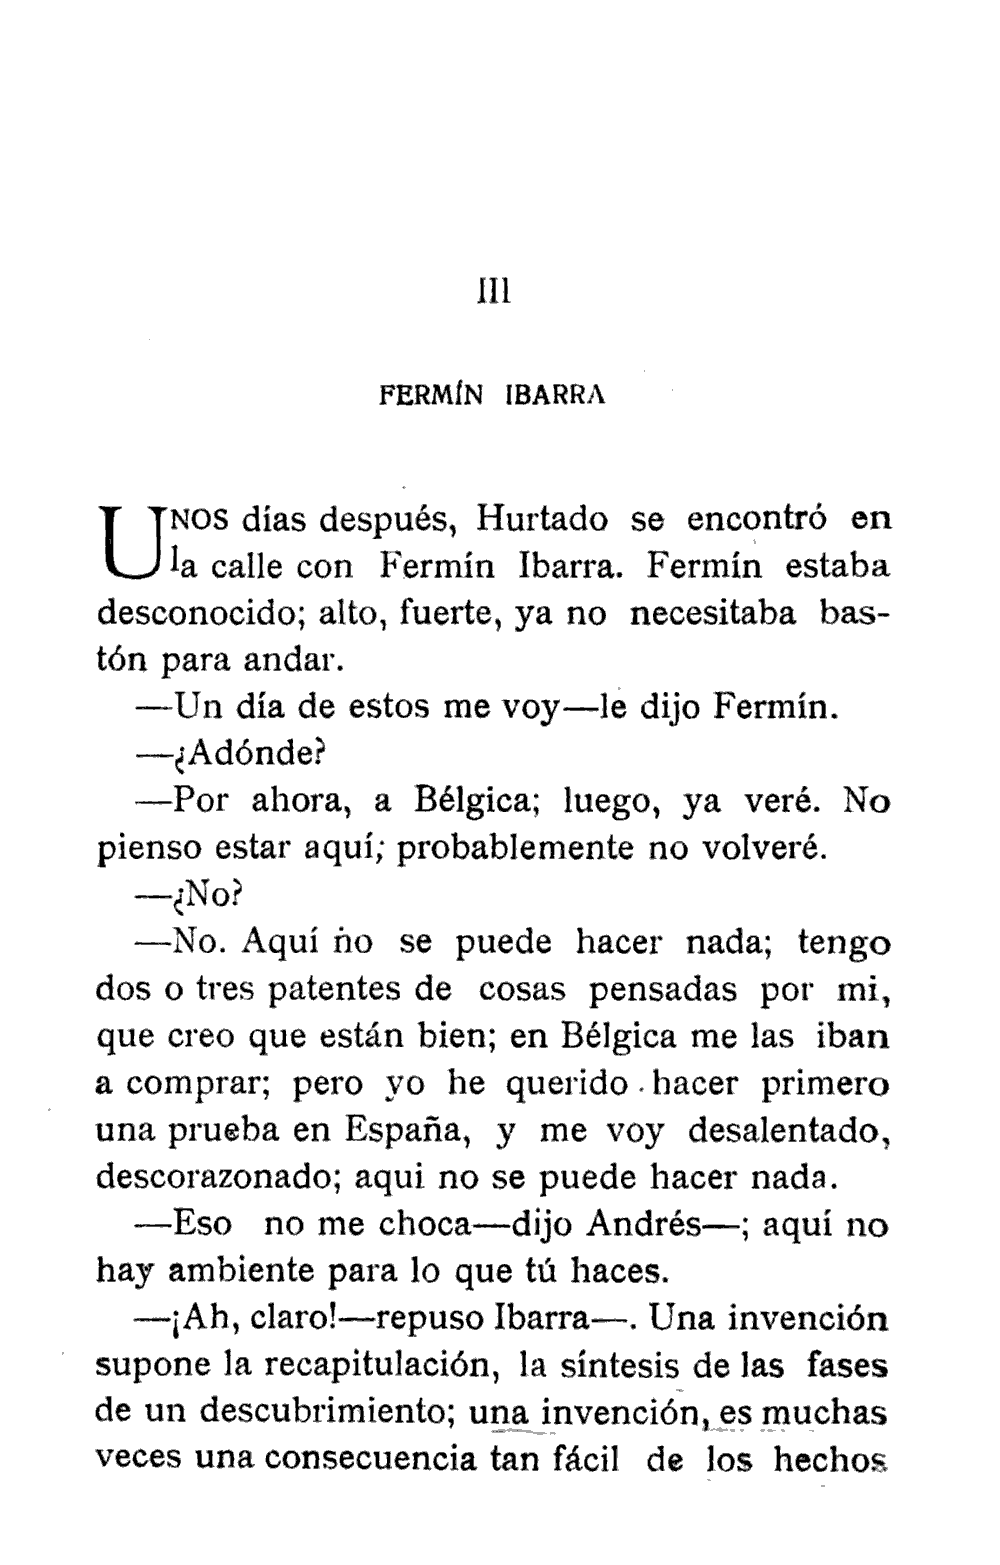 III
FERMÍN IBARRA
UNOS días después, Hurtado se encontró en
la calle con Fermín Ibarra. Fermín estaba
desconocido; alto, fuerte, ya no necesitaba bas-
tón para andar.
—Un día de estos me voy—le dijo Fermín.
—¿Adónde?
—Por ahora, a Bélgica; luego, ya veré. No
pienso estar aquí; probablemente no volveré.
—¿No?
—No. Aquí no se puede hacer nada; tengo
dos o tres patentes de cosas pensadas por mi,
que creo que están bien; en Bélgica me las iban
a comprar; pero yo he querido hacer primero
una prueba en España, y me voy desalentado,
descorazonado; aqui no se puede hacer nada.
—Eso no me choca—dijo Andrés—; aquí no
hay ambiente para lo que tú haces.
—¡Ah, claro!—repuso Ibarra—. Una invención
supone la recapitulación, la síntesis de las fases
de un descubrimiento; una invención, es muchas
veces una consecuencia tan fácil de los hechos